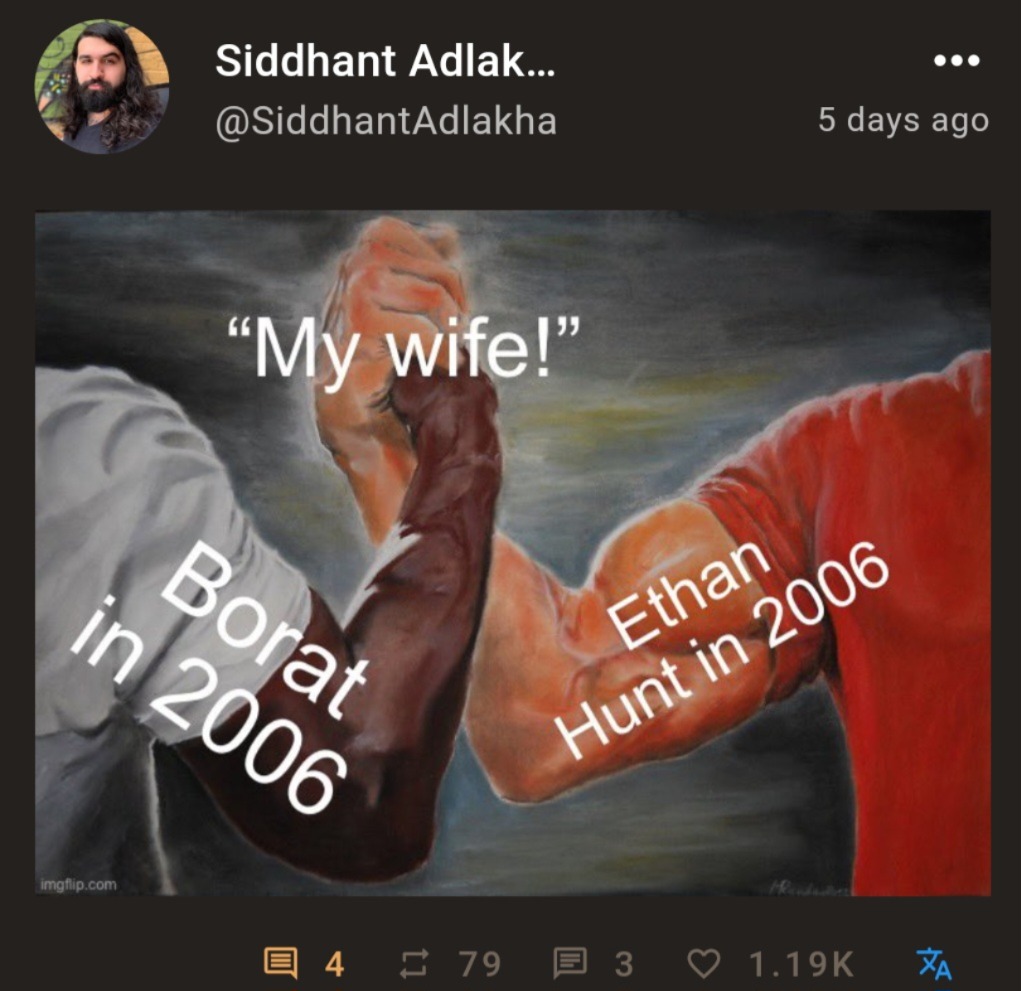 Siddhant Adlak...
@SiddhantAdlakha
5 days ago
“My wife!”
Borat
in 2006
Ethan
Hunt in 2006
imgflip.com
4 79 3 1.19K